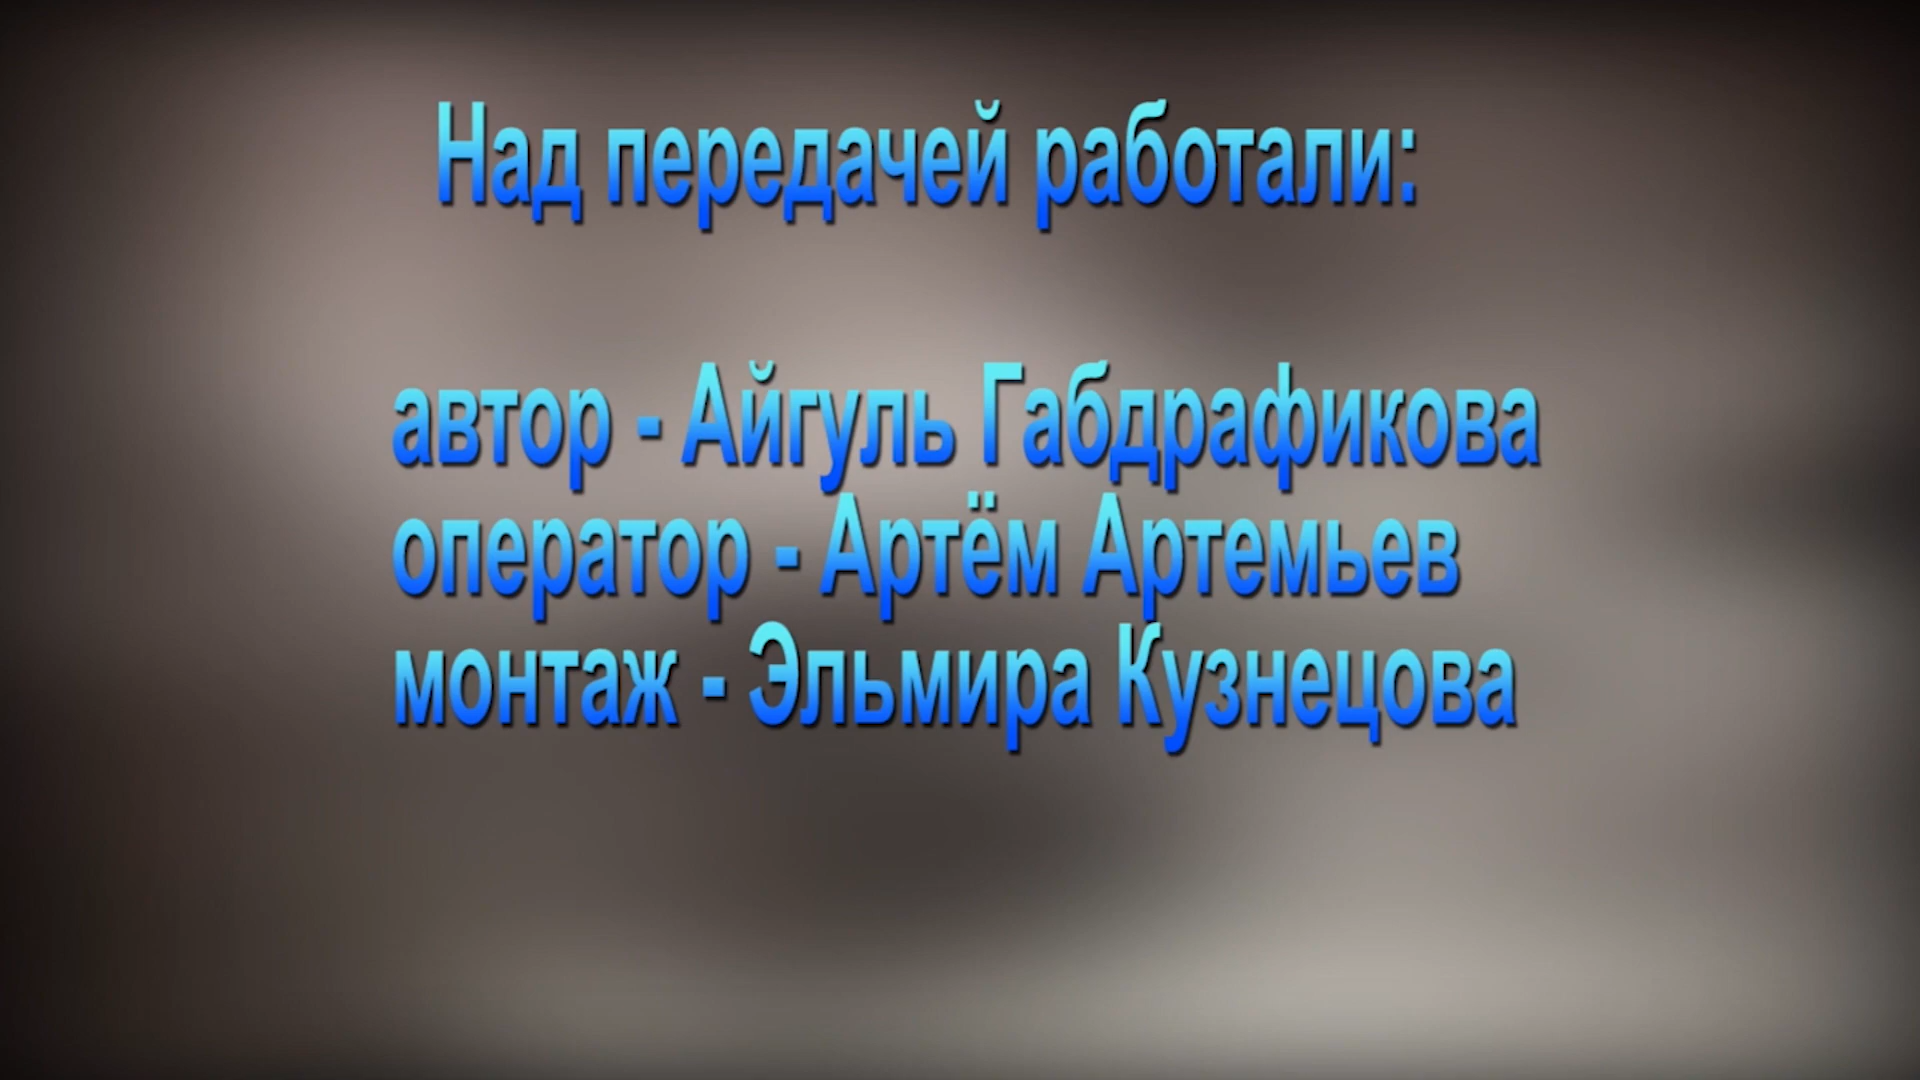 Над передачей работали:
автор - Айгуль Габдрафикова
оператор - Артём Артемьев
монтаж - Эльмира Кузнецова